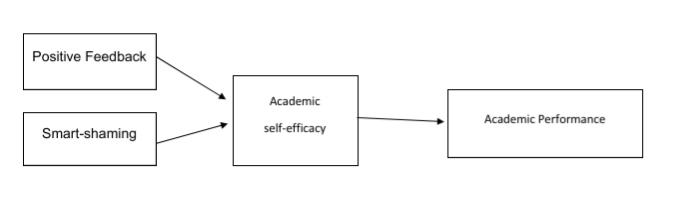 Positive Feedback
Smart-shaming
Academic
self-efficacy
Academic Performance